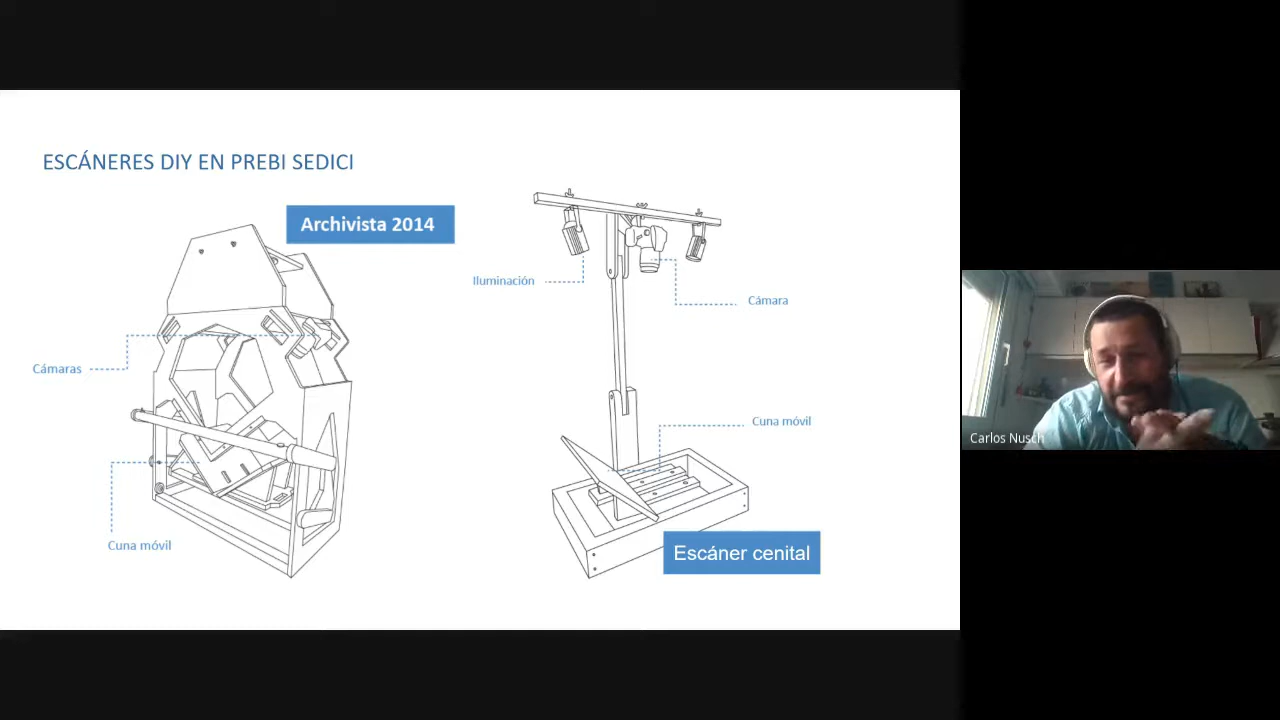 ESCÁNERES DIY EN PREBI SEDICI
Archivista 2014
Iluminación
Cámara
Cámaras
Cuna móvil
Carlos Nusch
Cuna móvil
Escáner cenital